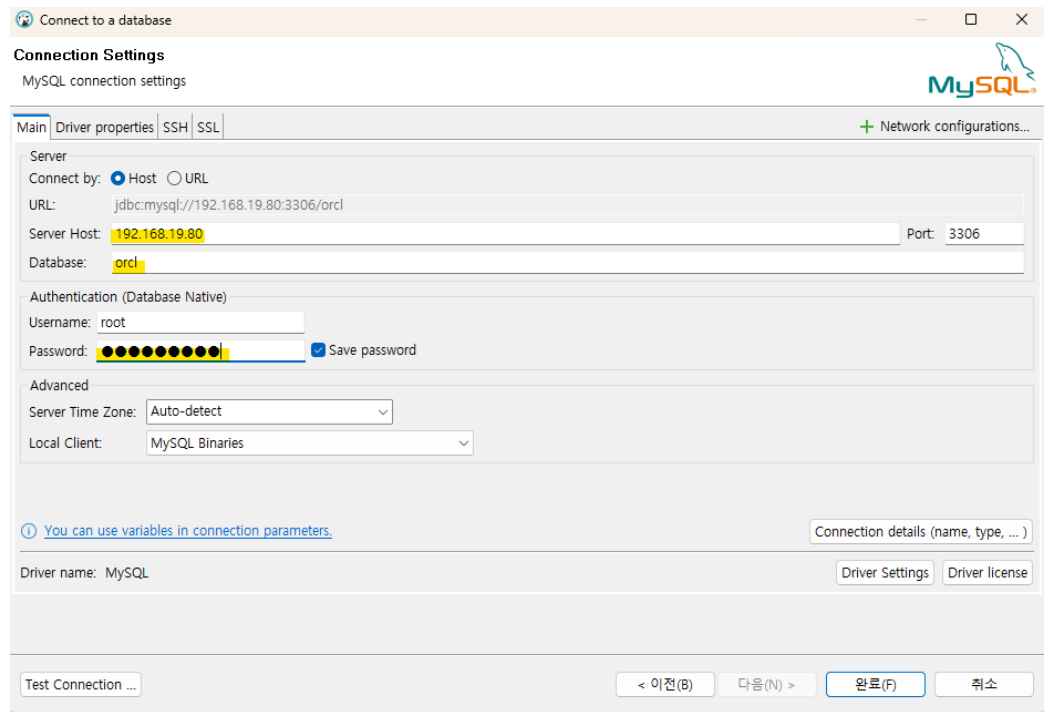 Connect to a database
Connection Settings
MySQL connection settings
MySQL
Main Driver properties SSH SSL
Network configurations...
Server
Connect by: Host URL
URL: jdbc:mysql://192.168.19.80:3306/orcl
Server Host: 192.168.19.80 Port: 3306
Database: orcl
Authentication (Database Native)
Username: root
Password: ●●●●●●●●●
Save password
Advanced
Server Time Zone: Auto-detect
Local Client: MySQL Binaries
You can use variables in connection parameters.
Connection details (name, type, ... )
Driver name: MySQL
Driver Settings Driver license
Test Connection ...
< 이전(B) 다음(N) > 완료(F) 취소